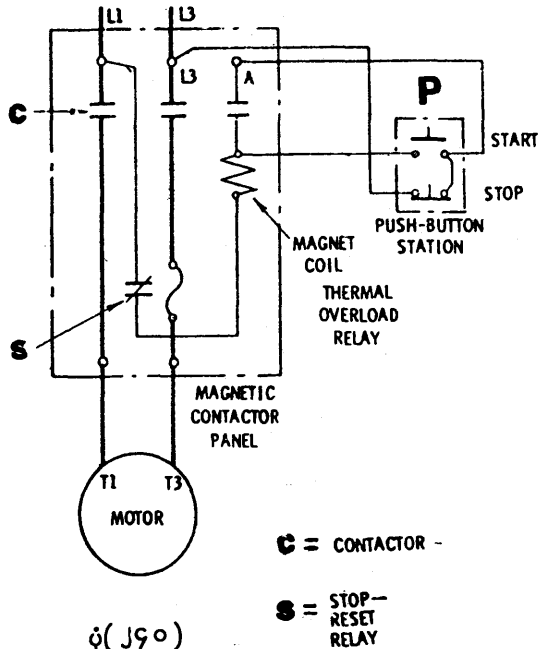 L1 L3
L3 A
C
P
START
STOP
PUSH-BUTTON
STATION
MAGNET
COIL
THERMAL
OVERLOAD
RELAY
S
MAGNETIC
CONTACTOR
PANEL
T1 T3
MOTOR
C = CONTACTOR -
S = STOP-
RESET
RELAY